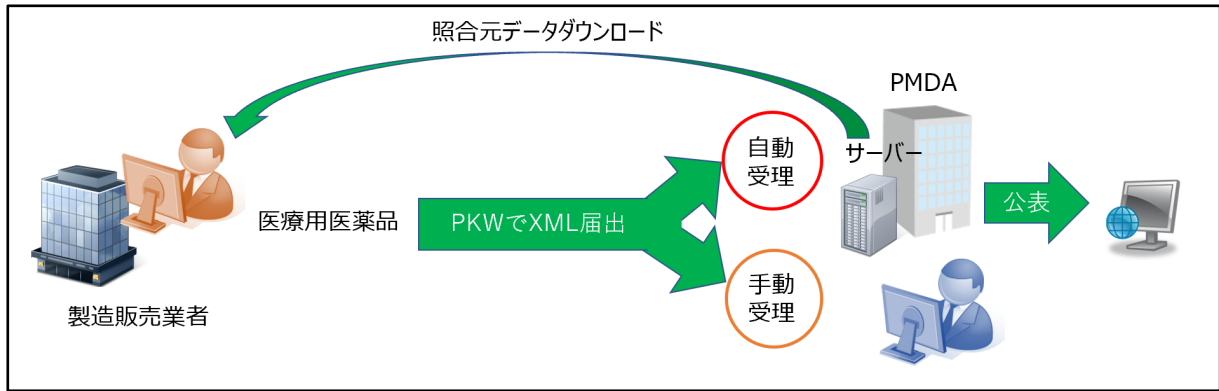 照合元データダウンロード
PMDA
自動
受理
サーバー
医療用医薬品
PKWでXML届出
公表
手動
受理
製造販売業者